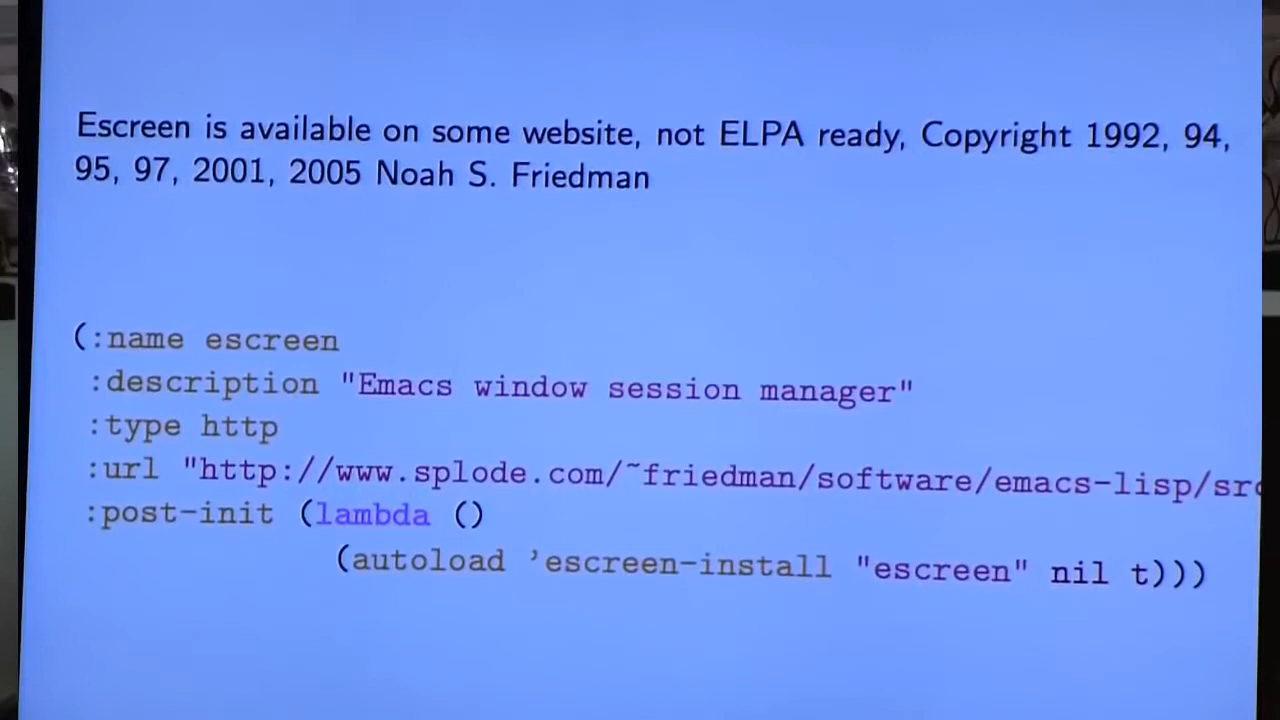 Escreen is available on some website, not ELPA ready, Copyright 1992, 94,
95, 97, 2001, 2005 Noah S. Friedman
(:name escreen
:description "Emacs window session manager"
:type http
:url "http://www.splode.com/~friedman/software/emacs-lisp/src
:post-init (lambda ()
(autoload 'escreen-install "escreen" nil t)))